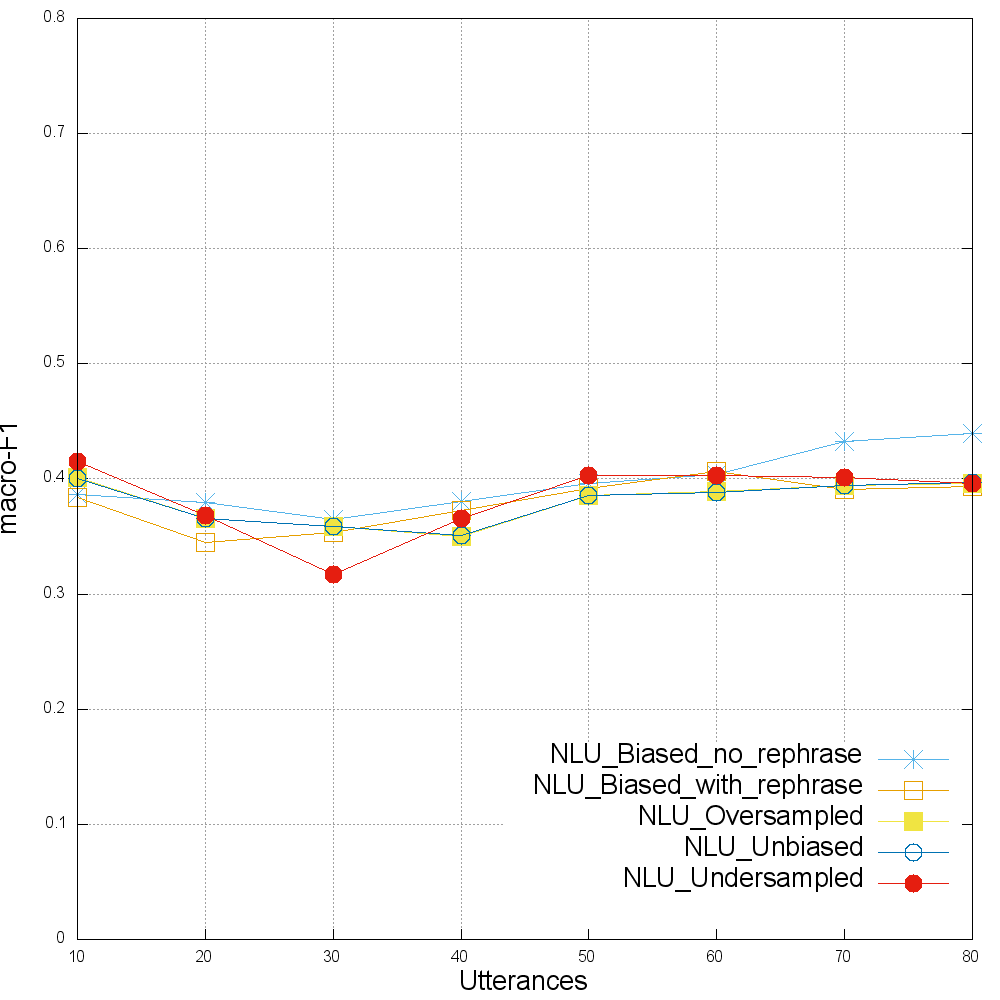 0.8
0.7
0.6
0.5
0.4
0.3
0.2
0.1
0
macro-F1
NLU_Biased_no_rephrase
NLU_Biased_with_rephrase
NLU_Oversampled
NLU_Unbiased
NLU_Undersampled
10 20 30 40 50 60 70 80
Utterances